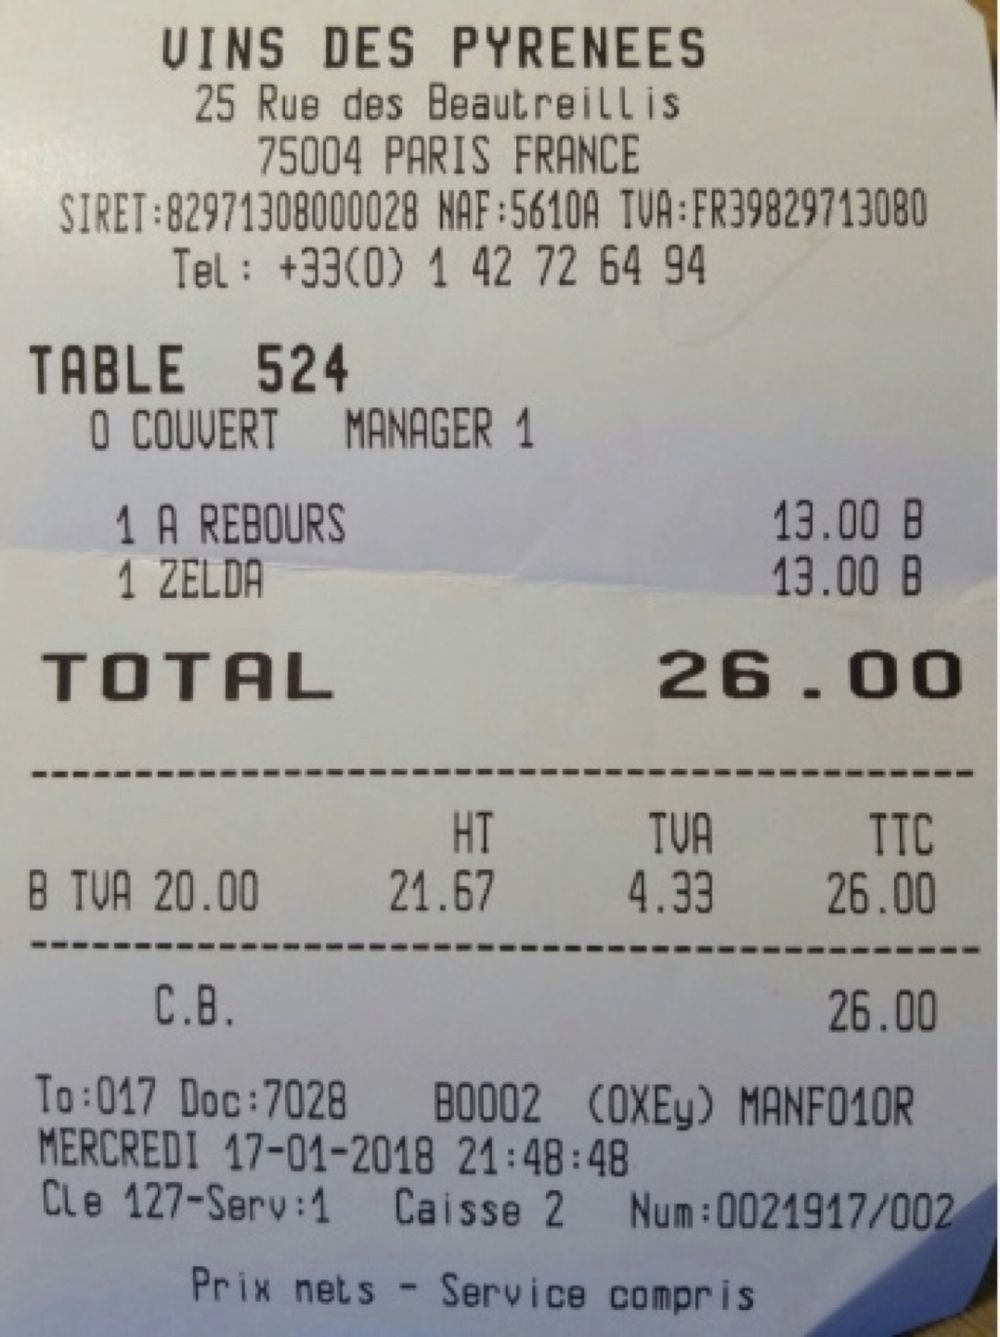 VINS DES PYRENEES
25 Rue des Beautreillis
75004 PARIS FRANCE
SIRET:82971308000028 NAF:5610A TVA:FR39829713080
Tel : +33(0) 1 42 72 64 94
TABLE 524
0 COUVERT MANAGER 1
1 A REBOURS 13.00 B
1 ZELDA 13.00 B
TOTAL 26.00
HT TVA TTC
B TVA 20.00 21.67 4.33 26.00
C.B. 26.00
To:017 Doc:7028 B0002 (OXEy) MANF010R
MERCREDI 17-01-2018 21:48:48
Cle 127-Serv:1 Caisse 2 Num:0021917/002
Prix nets - Service compris